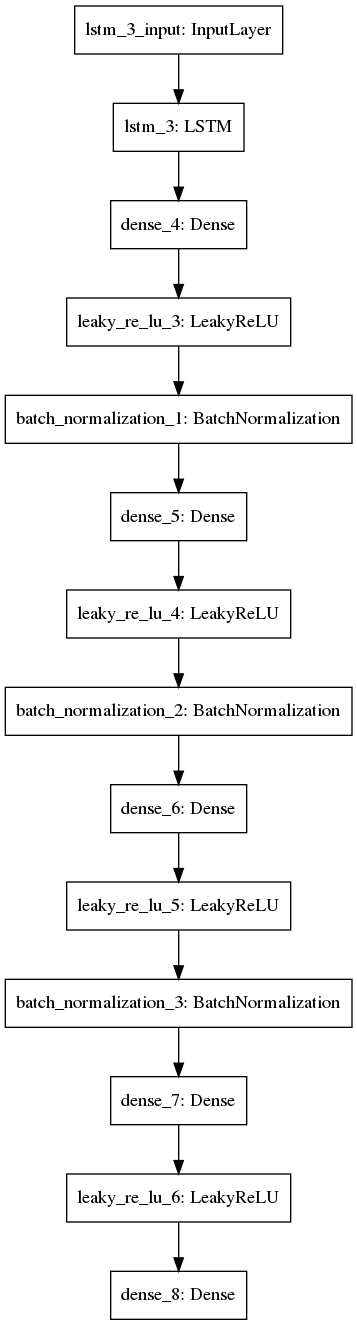 lstm_3_input: InputLayer
lstm_3: LSTM
dense_4: Dense
leaky_re_lu_3: LeakyReLU
batch_normalization_1: BatchNormalization
dense_5: Dense
leaky_re_lu_4: LeakyReLU
batch_normalization_2: BatchNormalization
dense_6: Dense
leaky_re_lu_5: LeakyReLU
batch_normalization_3: BatchNormalization
dense_7: Dense
leaky_re_lu_6: LeakyReLU
dense_8: Dense